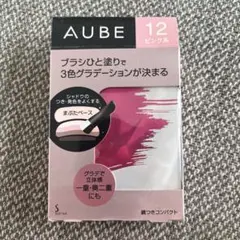 AUBE
12
ピンク系
ブラシひと塗りで
3色グラデーションが決まる
シャドウの
つき・発色をよくする
まぶたベース
グラデで
立体感
一重・奥二重
にも
鏡つきコンパクト